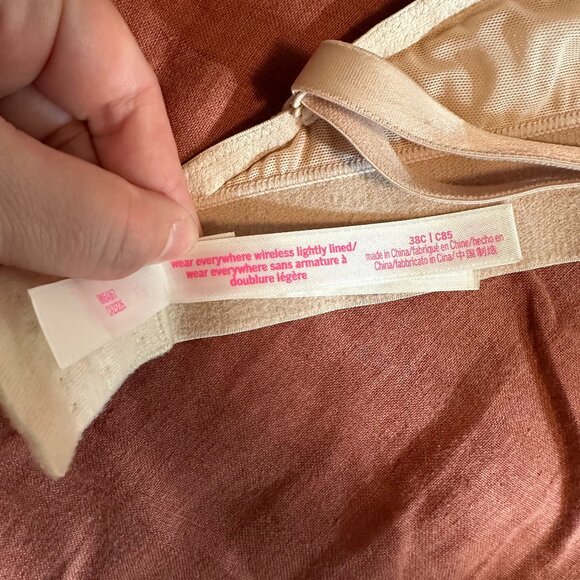 wear everywhere wireless lightly lined/
wear everywhere sans armature à
doublure légère
38C | C85
made in China/fabriqué en Chine/hecho en
China/fabbricato in Cina/中国制造